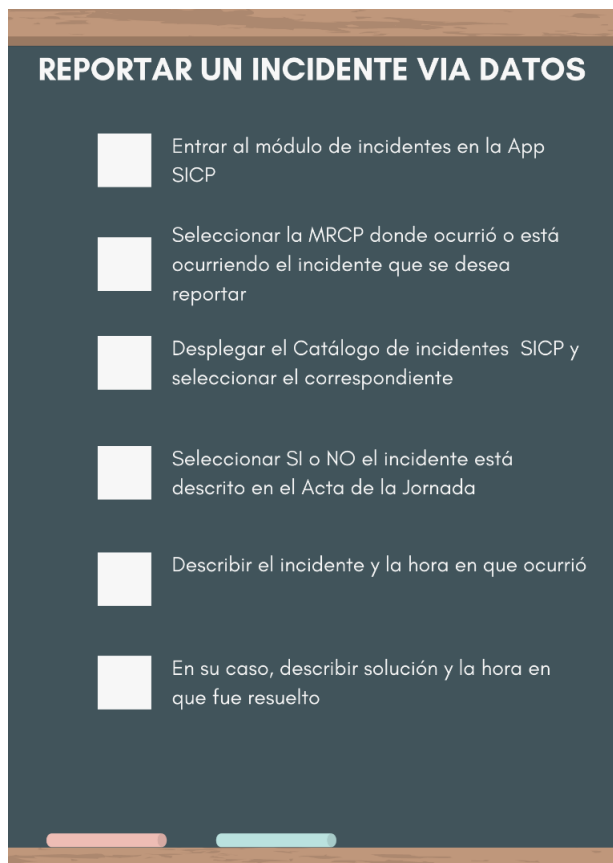 REPORTAR UN INCIDENTE VIA DATOS
Entrar al módulo de incidentes en la App
SICP
Seleccionar la MRCP donde ocurrió o está
ocurriendo el incidente que se desea
reportar
Desplegar el Catálogo de incidentes  SICP y
seleccionar el correspondiente
Seleccionar SI o NO el incidente está
descrito en el Acta de la Jornada
Describir el incidente y la hora en que ocurrió
En su caso, describir solución y la hora en
que fue resuelto